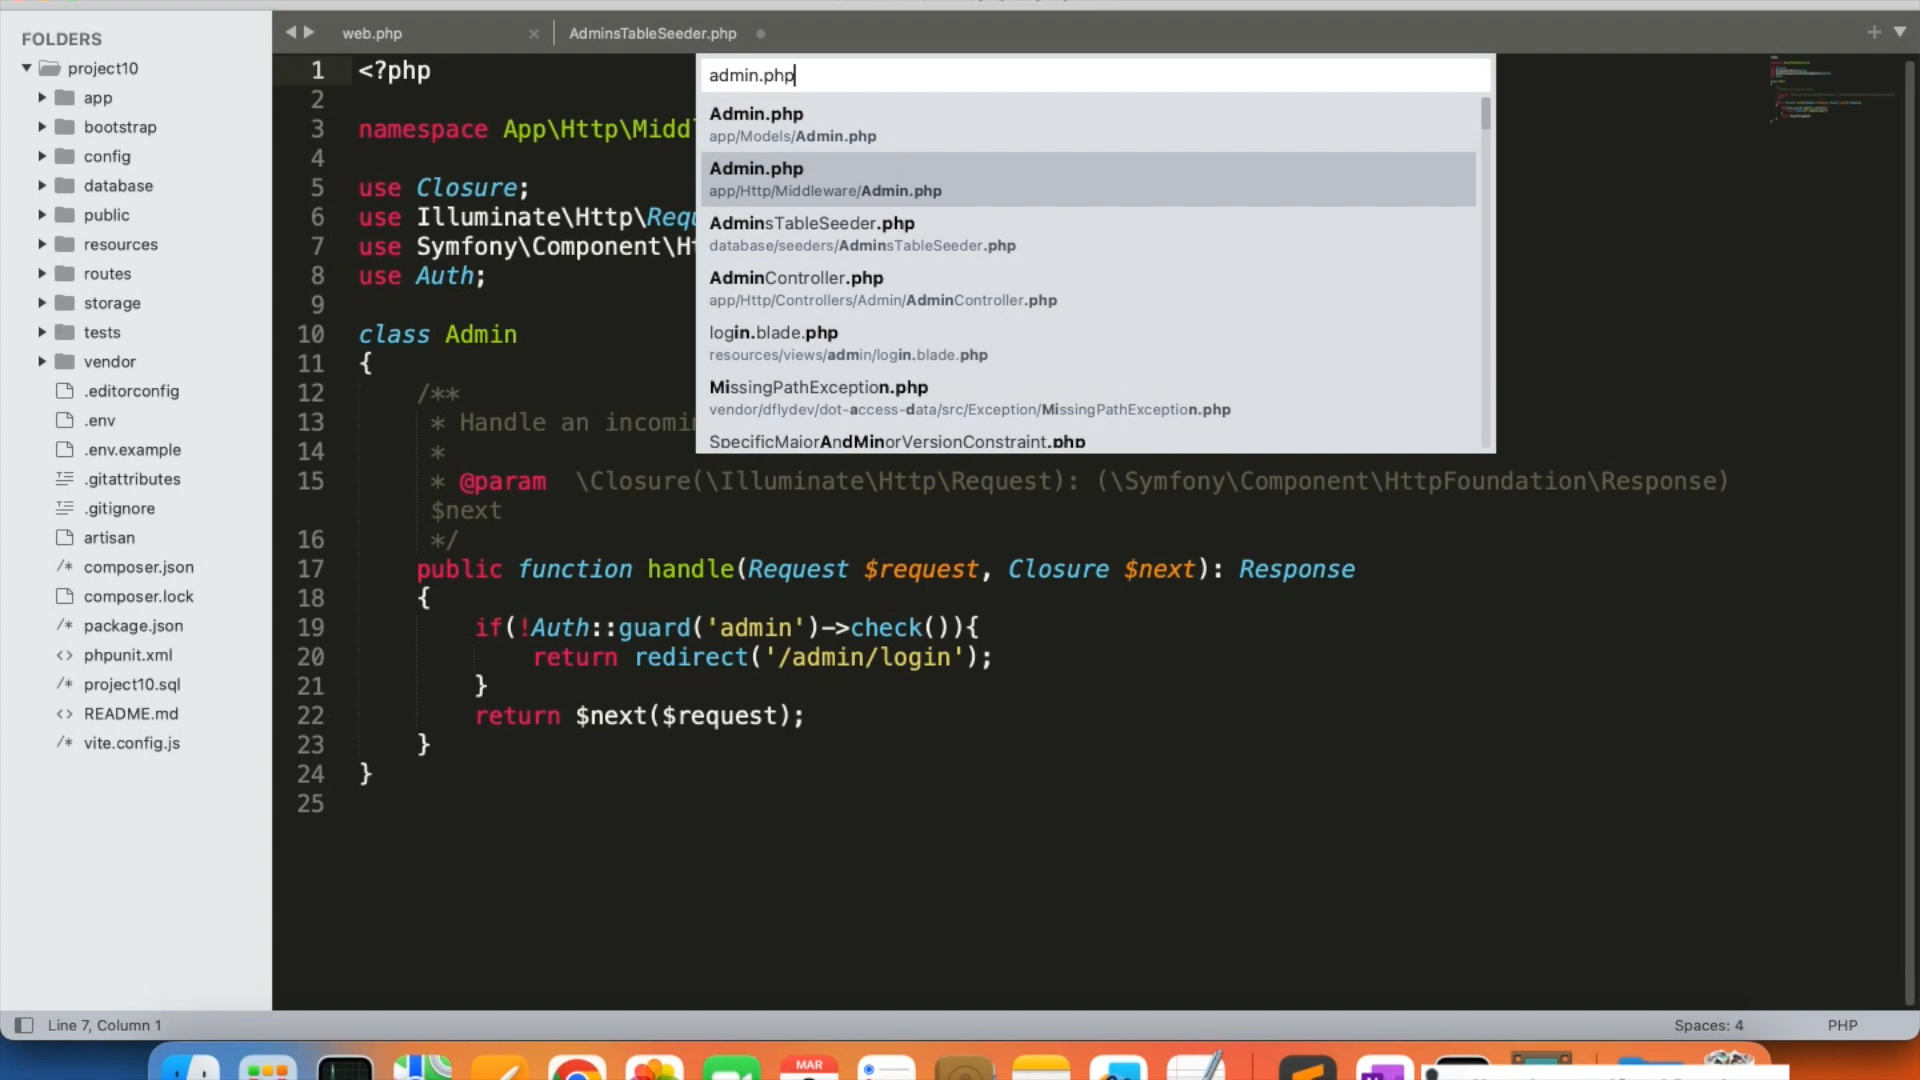 FOLDERS
project10
app
bootstrap
config
database
public
resources
routes
storage
tests
vendor
.editorconfig
.env
.env.example
.gitattributes
.gitignore
artisan
composer.json
composer.lock
package.json
phpunit.xml
project10.sql
README.md
vite.config.js
web.php
AdminsTableSeeder.php
admin.php
Admin.php
app/Models/Admin.php
Admin.php
app/Http/Middleware/Admin.php
AdminsTableSeeder.php
database/seeders/AdminsTableSeeder.php
AdminController.php
app/Http/Controllers/Admin/AdminController.php
login.blade.php
resources/views/admin/login.blade.php
MissingPathException.php
vendor/dflydev/dot-access-data/src/Exception/MissingPathException.php
SpecificMajorAndMinorVersionConstraint.php
1 <?php
2
3 namespace App\Http\Middl
4
5 use Closure;
6 use Illuminate\Http\Requ
7 use Symfony\Component\Ht
8 use Auth;
9
10 class Admin
11 {
12 /**
13 * Handle an incomin
14 *
15 * @param \Closure(\Illuminate\Http\Request): (\Symfony\Component\HttpFoundation\Response)
$next
16 */
17 public function handle(Request $request, Closure $next): Response
18 {
19 if(!Auth::guard('admin')->check()){
20 return redirect('/admin/login');
21 }
22 return $next($request);
23 }
24 }
25
Line 7, Column 1
Spaces: 4
PHP
MAR